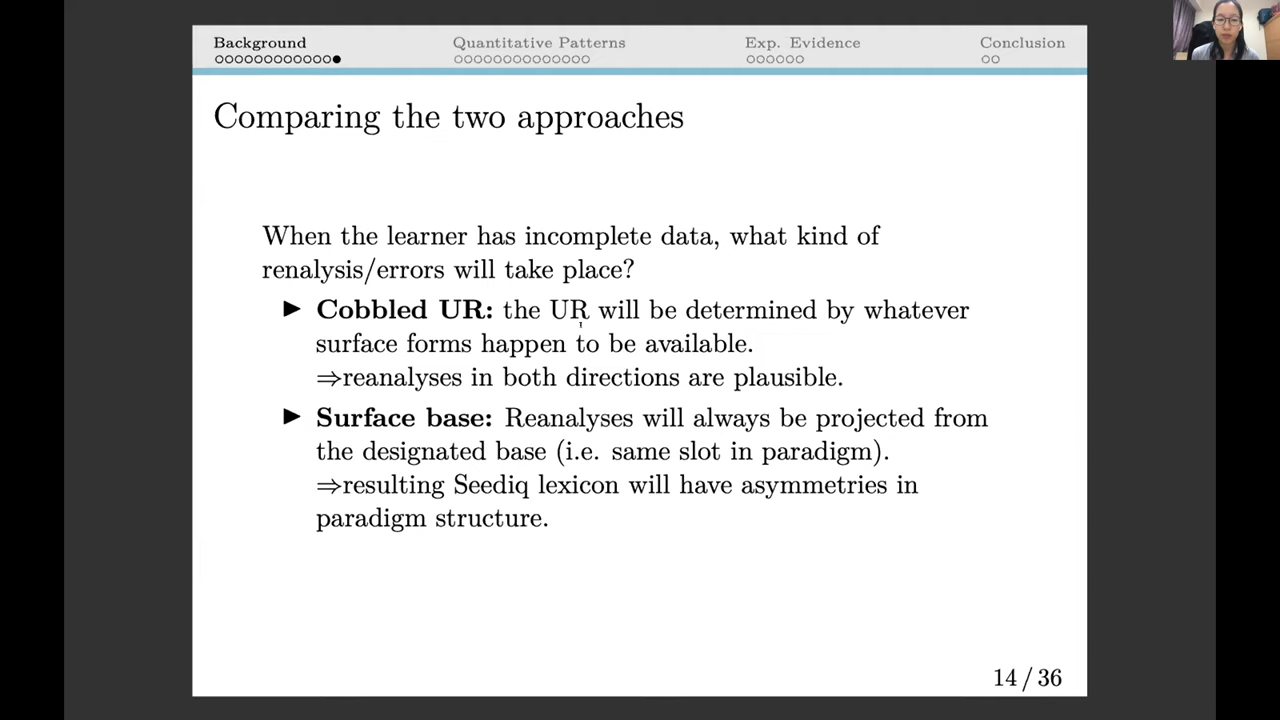 Background Quantitative Patterns Exp. Evidence Conclusion
Comparing the two approaches
When the learner has incomplete data, what kind of
renalysis/errors will take place?
▶ Cobbled UR: the UR will be determined by whatever
surface forms happen to be available.
⇒reanalyses in both directions are plausible.
▶ Surface base: Reanalyses will always be projected from
the designated base (i.e. same slot in paradigm).
⇒resulting Seediq lexicon will have asymmetries in
paradigm structure.
14 / 36